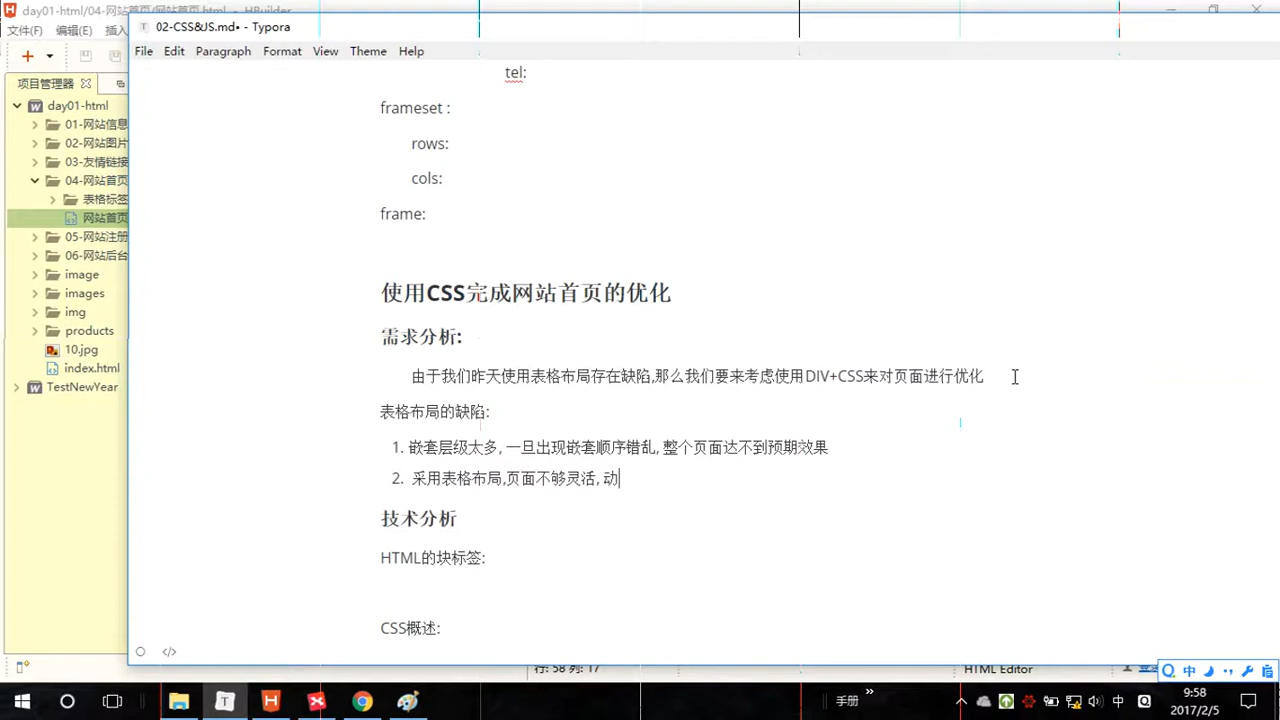 day01-html/04-网站首页/网站首页.html - HBuilder
文件(F) 编辑(E) 插入
02-CSS&JS.md• - Typora
File Edit Paragraph Format View Theme Help
项目管理器
day01-html
01-网站信息
02-网站图片
03-友情链接
04-网站首页
表格标签
网站首页
05-网站注册
06-网站后台
image
images
img
products
10.jpg
index.html
TestNewYear
tel:
frameset :
rows:
cols:
frame:
使用CSS完成网站首页的优化
需求分析:
由于我们昨天使用表格布局存在缺陷,那么我们要来考虑使用DIV+CSS来对页面进行优化
表格布局的缺陷:
1. 嵌套层级太多, 一旦出现嵌套顺序错乱, 整个页面达不到预期效果
2. 采用表格布局,页面不够灵活, 动
技术分析
HTML的块标签:
CSS概述:
行: 58 列: 17
HTML Editor
中
手册
中
9:58
2017/2/5